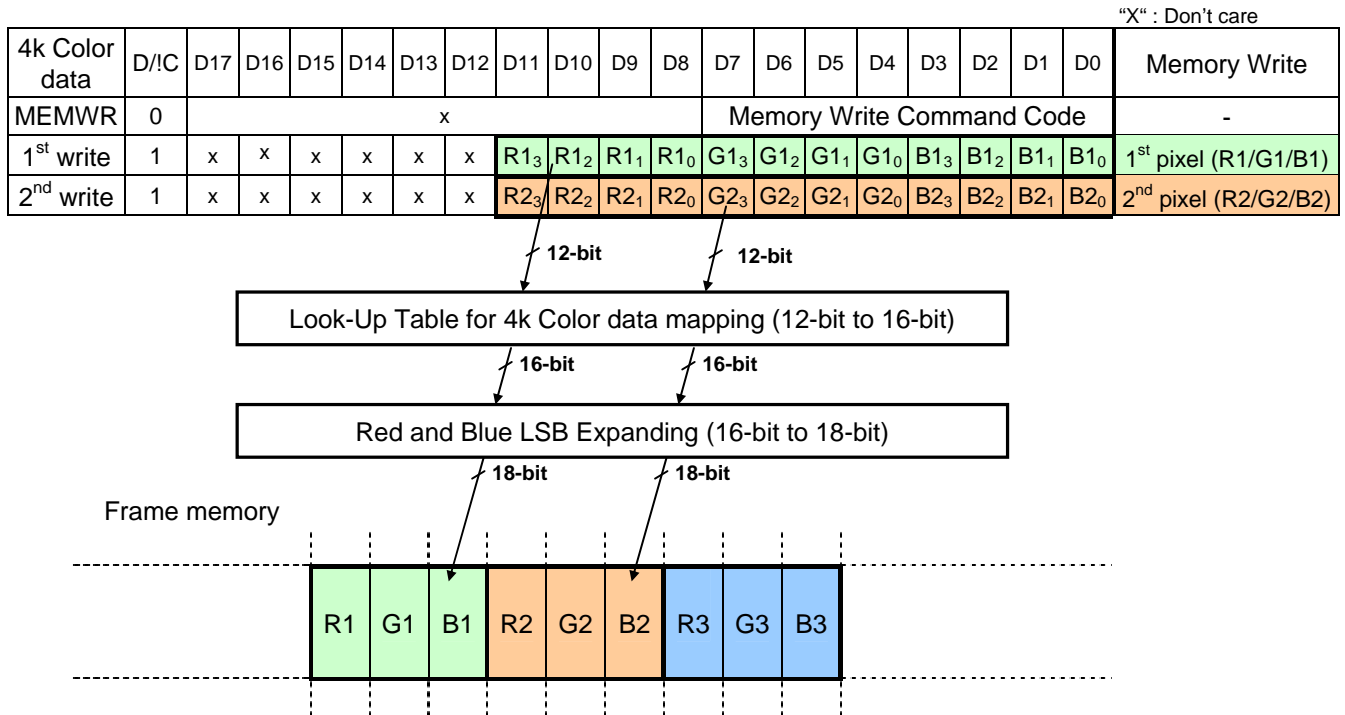 “X“ : Don’t care
4k Color data D/!C D17 D16 D15 D14 D13 D12 D11 D10 D9 D8 D7 D6 D5 D4 D3 D2 D1 D0 Memory Write
MEMWR 0 x Memory Write Command Code -
1st write 1 x x x x x x R1₃ R1₂ R1₁ R1₀ G1₃ G1₂ G1₁ G1₀ B1₃ B1₂ B1₁ B1₀ 1st pixel (R1/G1/B1)
2nd write 1 x x x x x x R2₃ R2₂ R2₁ R2₀ G2₃ G2₂ G2₁ G2₀ B2₃ B2₂ B2₁ B2₀ 2nd pixel (R2/G2/B2)
12-bit 12-bit
Look-Up Table for 4k Color data mapping (12-bit to 16-bit)
16-bit 16-bit
Red and Blue LSB Expanding (16-bit to 18-bit)
18-bit 18-bit
Frame memory
R1 G1 B1 R2 G2 B2 R3 G3 B3